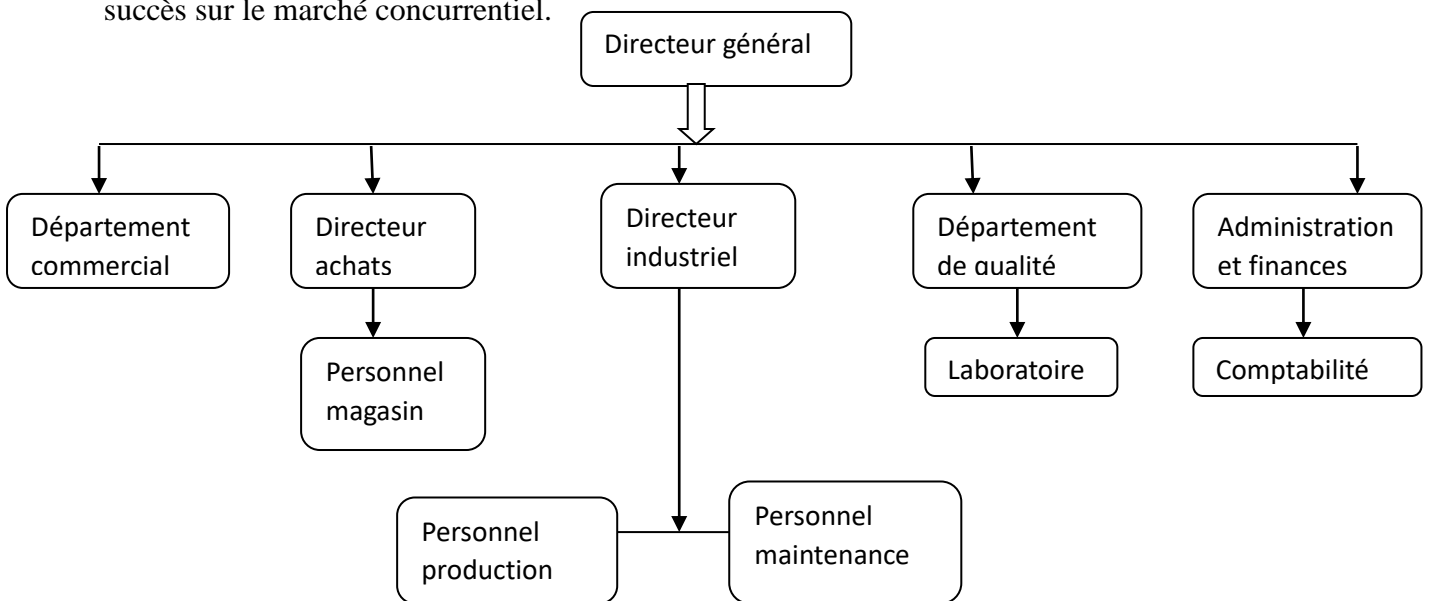 succès sur le marché concurrentiel.
Directeur général
Département
commercial
Directeur
achats
Directeur
industriel
Département
de qualité
Administration
et finances
Personnel
magasin
Laboratoire
Comptabilité
Personnel
production
Personnel
maintenance